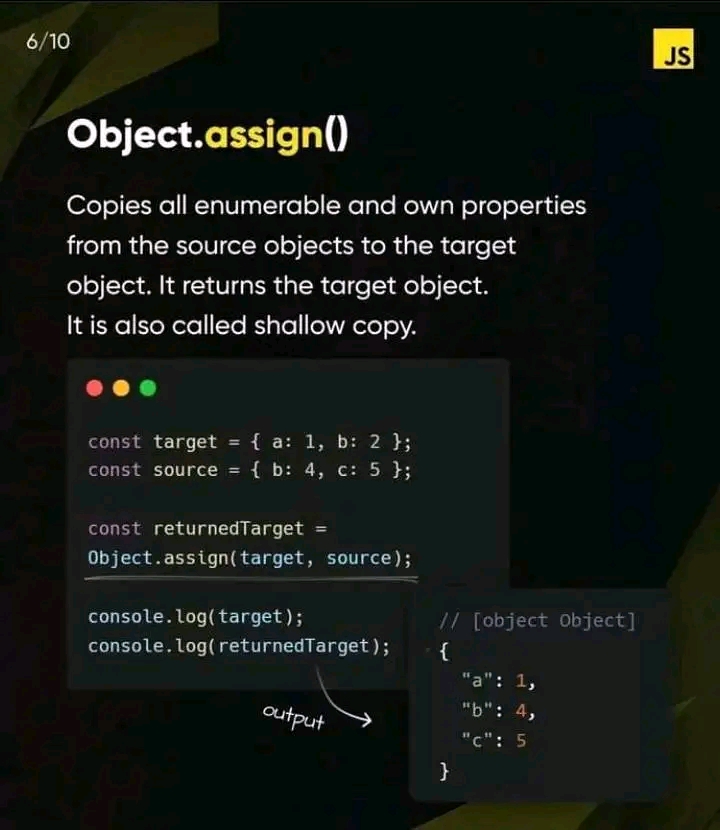 6/10
JS
Object.assign()
Copies all enumerable and own properties
from the source objects to the target
object. It returns the target object.
It is also called shallow copy.
const target = { a: 1, b: 2 };
const source = { b: 4, c: 5 };
const returnedTarget =
Object.assign(target, source);
console.log(target);
console.log(returnedTarget);
output
// [object Object]
{
"a": 1,
"b": 4,
"c": 5
}